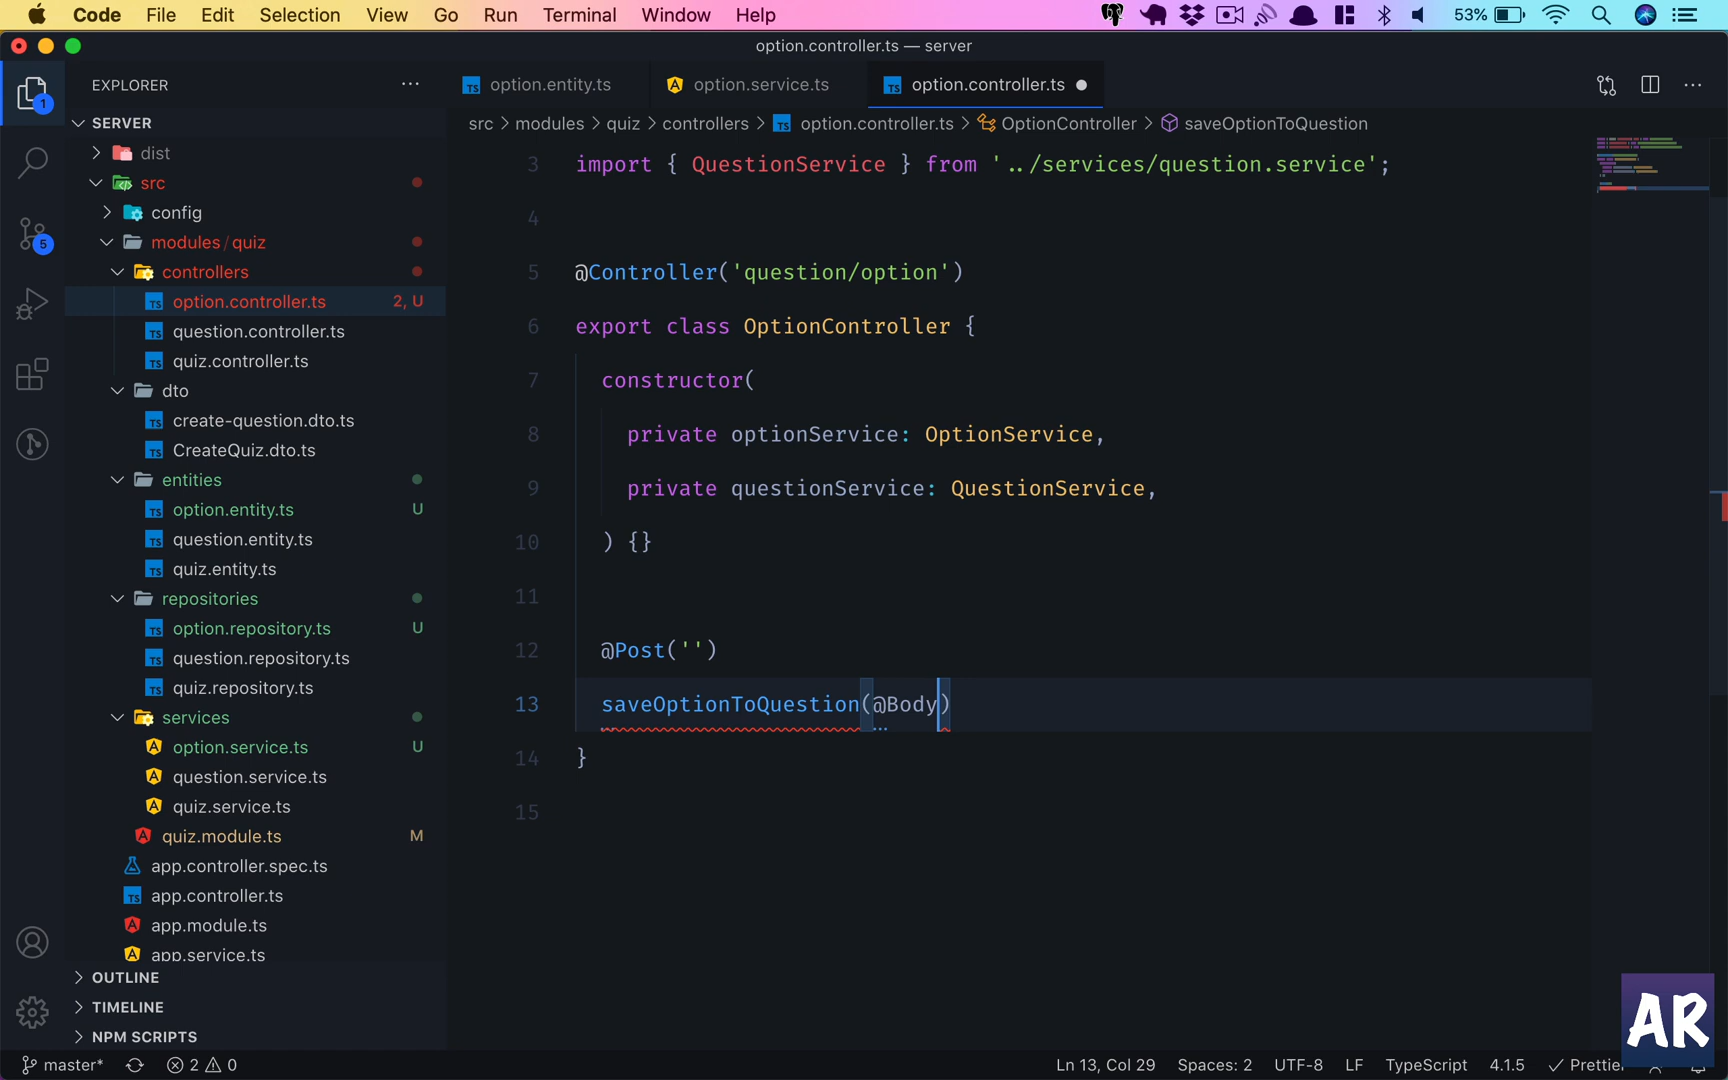 Code File Edit Selection View Go Run Terminal Window Help 53%
option.controller.ts — server
EXPLORER
option.entity.ts option.service.ts option.controller.ts
src > modules > quiz > controllers > option.controller.ts > OptionController > saveOptionToQuestion
SERVER
dist
src
config
modules / quiz
controllers
option.controller.ts 2, U
question.controller.ts
quiz.controller.ts
dto
create-question.dto.ts
CreateQuiz.dto.ts
entities
option.entity.ts U
question.entity.ts
quiz.entity.ts
repositories
option.repository.ts U
question.repository.ts
quiz.repository.ts
services
option.service.ts U
question.service.ts
quiz.service.ts
quiz.module.ts M
app.controller.spec.ts
app.controller.ts
app.module.ts
app.service.ts
OUTLINE
TIMELINE
NPM SCRIPTS
1
5
3 import { QuestionService } from '../services/question.service';
4
5 @Controller('question/option')
6 export class OptionController {
7 constructor(
8 private optionService: OptionService,
9 private questionService: QuestionService,
10 ) {}
11
12 @Post('')
13 saveOptionToQuestion(@Body)
14 }
15
AR
master* 2 0 Ln 13, Col 29 Spaces: 2 UTF-8 LF TypeScript 4.1.5